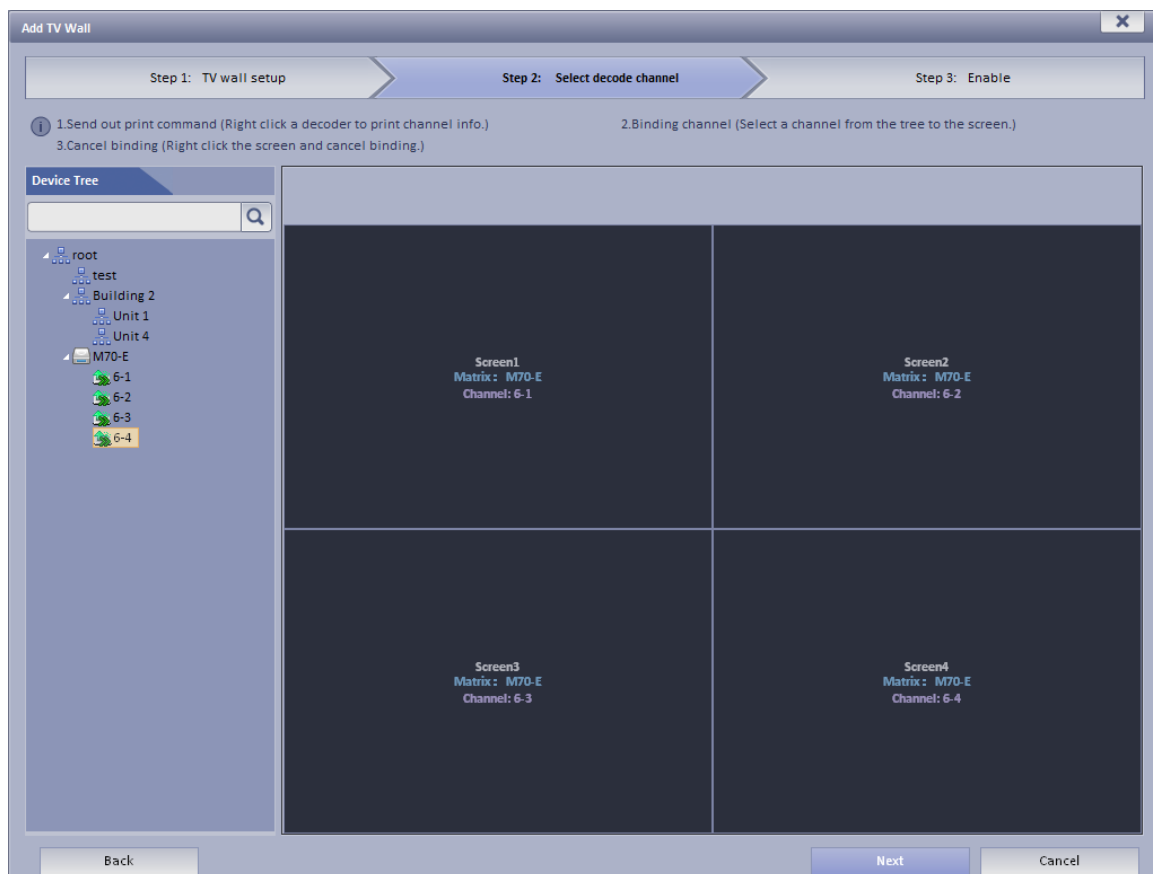 Add TV Wall
Step 1: TV wall setup
Step 2: Select decode channel
Step 3: Enable
1.Send out print command (Right click a decoder to print channel info.)
2.Binding channel (Select a channel from the tree to the screen.)
3.Cancel binding (Right click the screen and cancel binding.)
Device Tree
root
test
Building 2
Unit 1
Unit 4
M70-E
6-1
6-2
6-3
6-4
Screen1
Matrix: M70-E
Channel: 6-1
Screen2
Matrix: M70-E
Channel: 6-2
Screen3
Matrix: M70-E
Channel: 6-3
Screen4
Matrix: M70-E
Channel: 6-4
Back
Next
Cancel